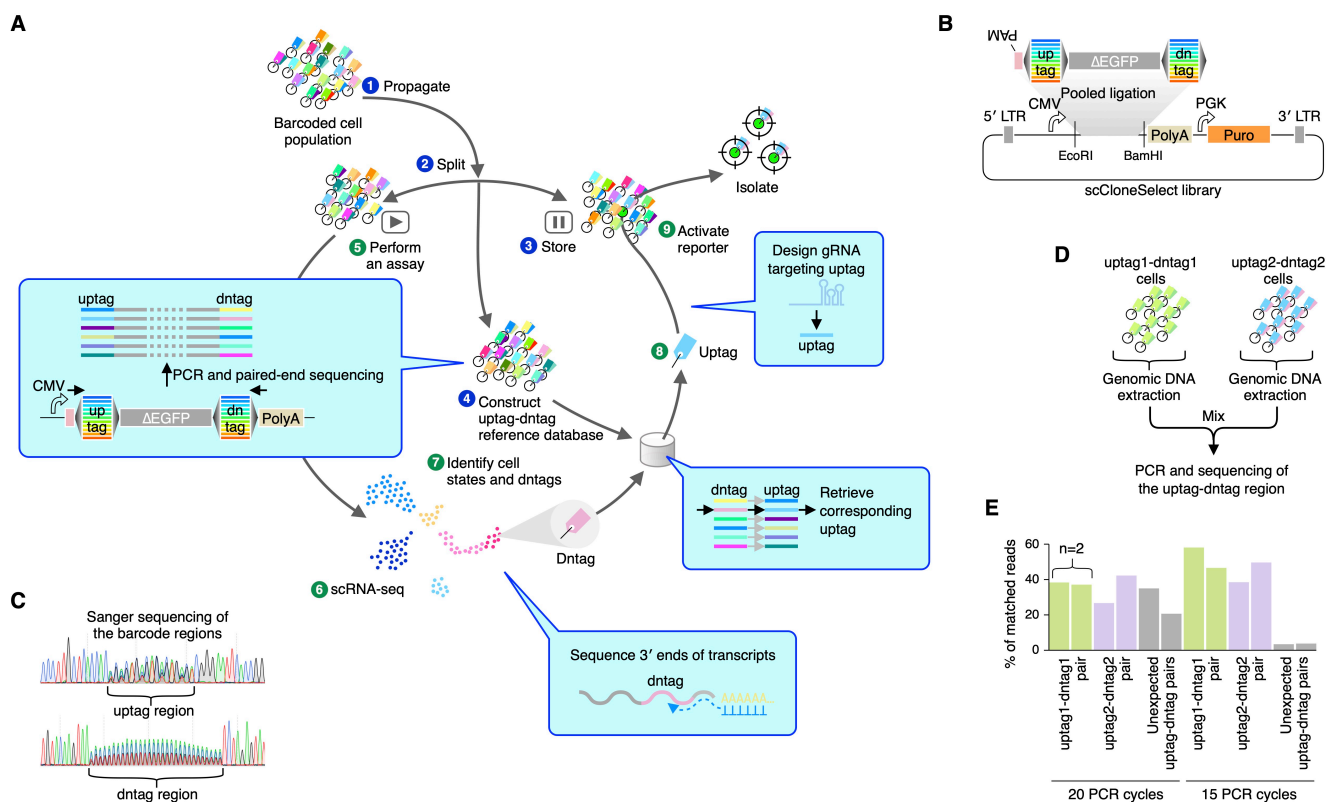 A
1 Propagate
Barcoded cell
population
2 Split
5 Perform
an assay
3 Store
9 Activate
reporter
Isolate
uptag
dntag
PCR and paired-end sequencing
CMV
up
tag
ΔEGFP
dn
tag
PolyA
4 Construct
uptag-dntag
reference database
Design gRNA
targeting uptag
uptag
8 Uptag
7 Identify cell
states and dntags
Dntag
6 scRNA-seq
dntag
uptag
Retrieve
corresponding
uptag
Sequence 3′ ends of transcripts
dntag
B
PAM
up
tag
ΔEGFP
dn
tag
Pooled ligation
5′ LTR
CMV
EcoRI
BamHI
PolyA
PGK
Puro
3′ LTR
scCloneSelect library
C
Sanger sequencing of
the barcode regions
uptag region
dntag region
D
uptag1-dntag1
cells
uptag2-dntag2
cells
Genomic DNA
extraction
Genomic DNA
extraction
Mix
PCR and sequencing of
the uptag-dntag region
E
% of matched reads
60
40
20
0
n=2
uptag1-dntag1
pair
uptag2-dntag2
pair
Unexpected
uptag-dntag pairs
uptag1-dntag1
pair
uptag2-dntag2
pair
Unexpected
uptag-dntag pairs
20 PCR cycles
15 PCR cycles